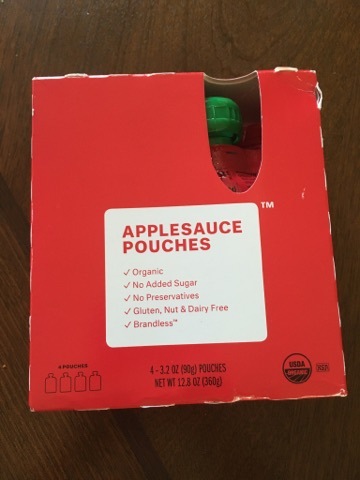 TM
APPLESAUCE
POUCHES
✓ Organic
✓ No Added Sugar
✓ No Preservatives
✓ Gluten, Nut & Dairy Free
✓ Brandless™
4 POUCHES
4 - 3.2 OZ (90g) POUCHES
NET WT 12.8 OZ (360g)
USDA
ORGANIC